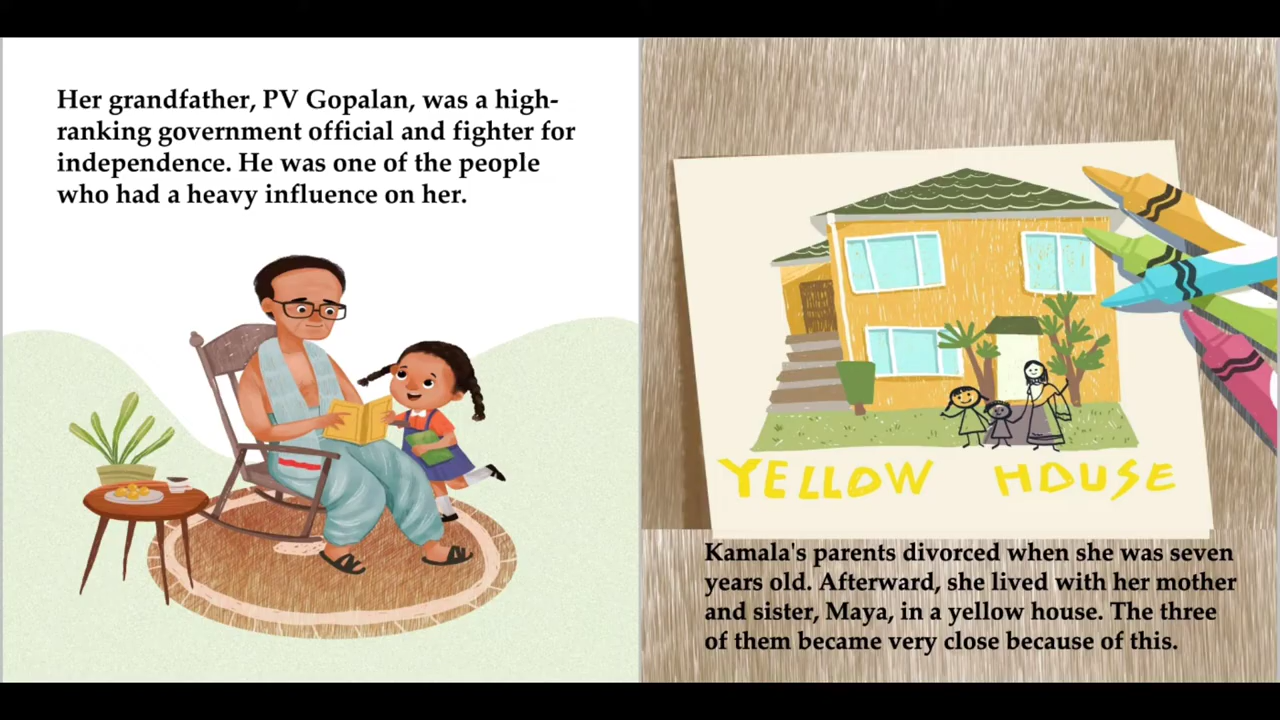 Her grandfather, PV Gopalan, was a high-
ranking government official and fighter for
independence. He was one of the people
who had a heavy influence on her.
YELLOW HOUSE
Kamala's parents divorced when she was seven
years old. Afterward, she lived with her mother
and sister, Maya, in a yellow house. The three
of them became very close because of this.